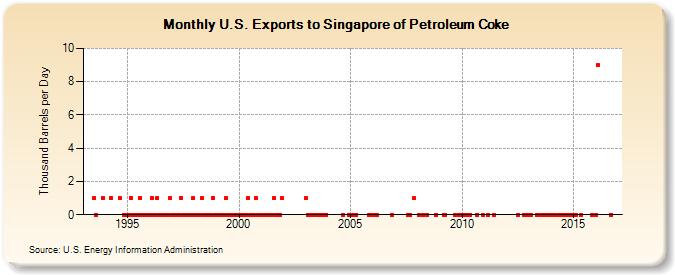 Monthly U.S. Exports to Singapore of Petroleum Coke
Thousand Barrels per Day
10
8
6
4
2
0
1995 2000 2005 2010 2015
Source: U.S. Energy Information Administration